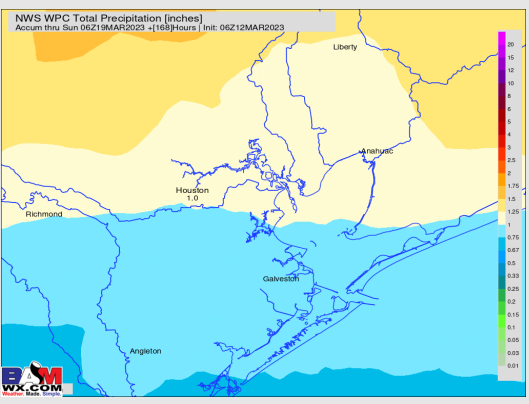 NWS WPC Total Precipitation [inches]
Accum thru Sun 06Z19MAR2023 +[168]Hours | Init: 06Z12MAR2023
Liberty
Anahuac
Houston
1.0
Richmond
Galveston
Angleton
20
15
12
10
8
6
5
4
3
2.5
2
1.75
1.5
1.25
1
0.75
0.67
0.5
0.33
0.25
0.2
0.15
0.1
0.05
0.03
0.01
BAM
WX.COM
Weather. Made. Simple.